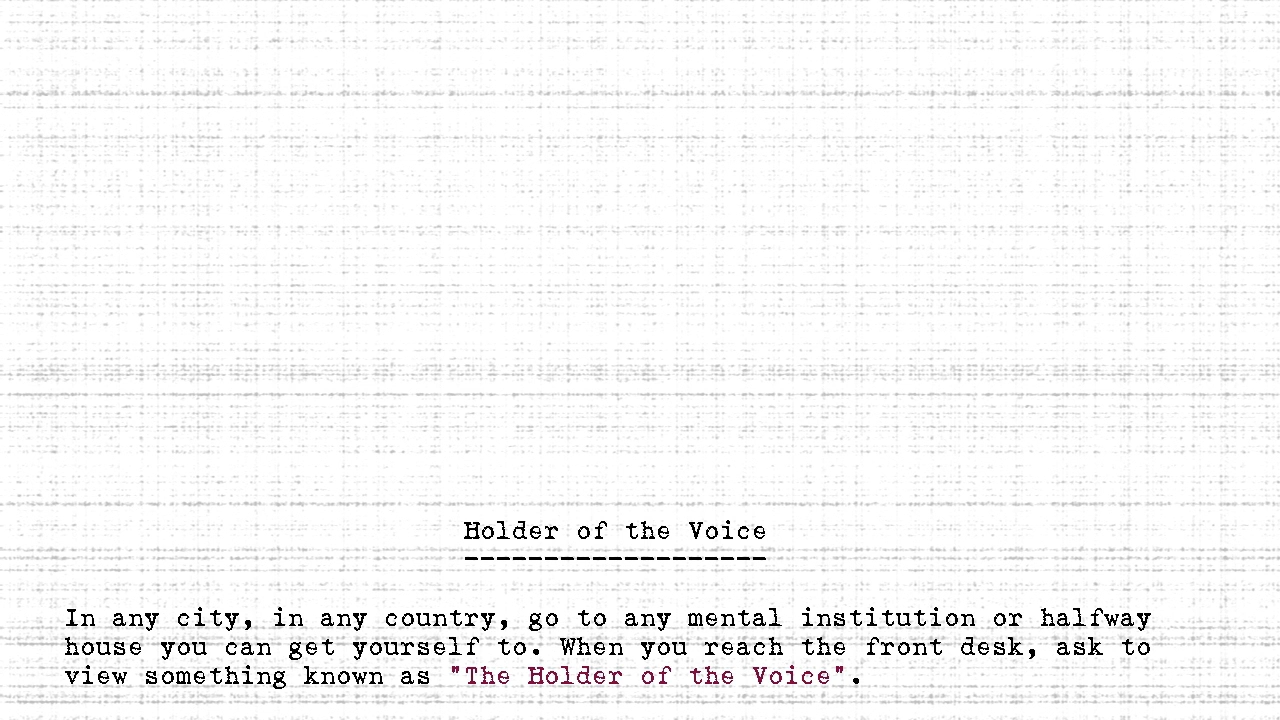 Holder of the Voice
-------------------
In any city, in any country, go to any mental institution or halfway
house you can get yourself to. When you reach the front desk, ask to
view something known as "The Holder of the Voice".